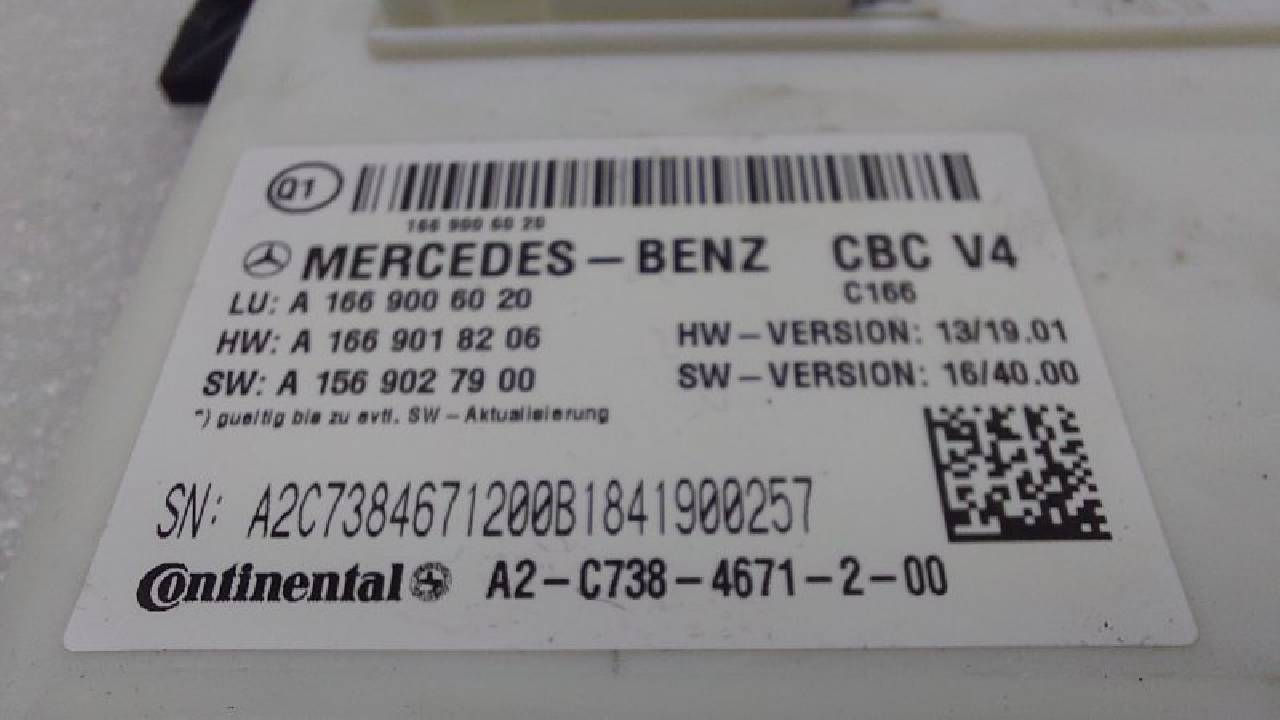 Q1
166 900 60 20
MERCEDES-BENZ CBC V4
C166
LU: A 166 900 60 20
HW: A 166 901 82 06 HW-VERSION: 13/19.01
SW: A 156 902 79 00 SW-VERSION: 16/40.00
*) gueltig bis zu evtl. SW-Aktualisierung
SN: A2C7384671200B1841900257
Continental A2-C738-4671-2-00